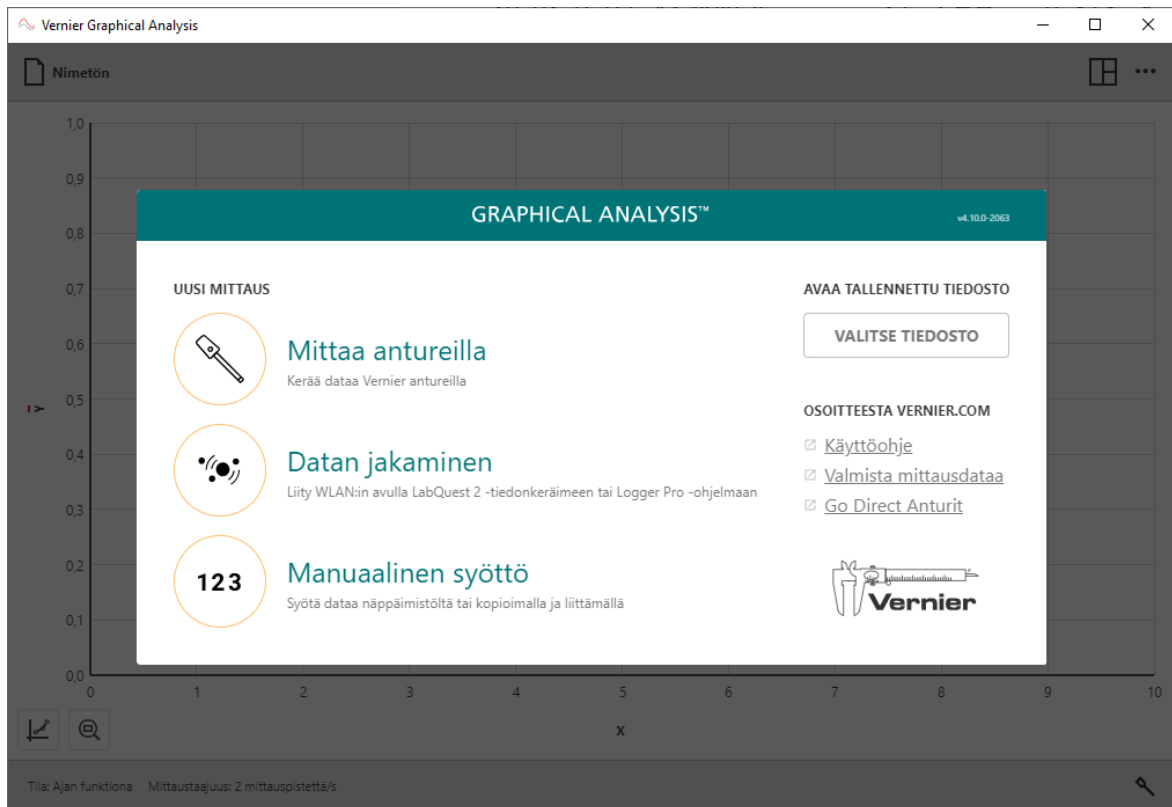 Vernier Graphical Analysis
Nimetön
GRAPHICAL ANALYSIS™
v4.10.0-2063
UUSI MITTAUS
Mittaa antureilla
Kerää dataa Vernier antureilla
Datan jakaminen
Liity WLAN:in avulla LabQuest 2 -tiedonkeräimeen tai Logger Pro -ohjelmaan
123
Manuaalinen syöttö
Syötä dataa näppäimistöltä tai kopioimalla ja liittämällä
AVAA TALLENNETTU TIEDOSTO
VALITSE TIEDOSTO
OSOITTEESTA VERNIER.COM
Käyttöohje
Valmista mittausdataa
Go Direct Anturit
Vernier
1,0
0,9
0,8
0,7
0,6
0,5
0,4
0,3
0,2
0,1
0,0
Y
0 1 2 3 4 5 6 7 8 9 10
X
Tila: Ajan funktiona Mittaustaajuus: 2 mittauspistettä/s